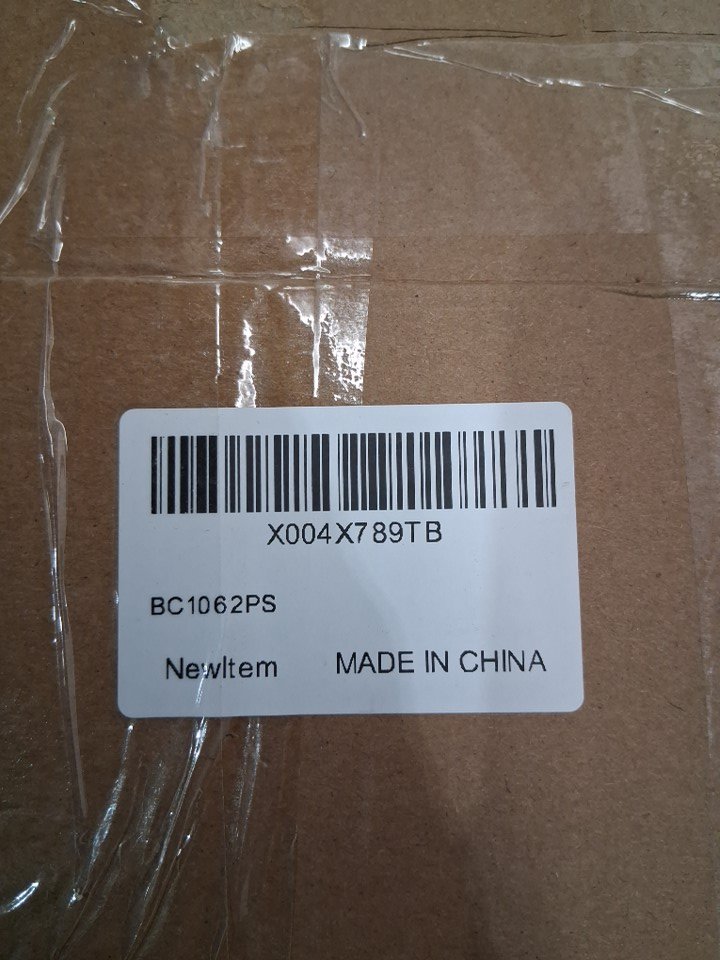 X004X789TB
BC1062PS
NewItem MADE IN CHINA